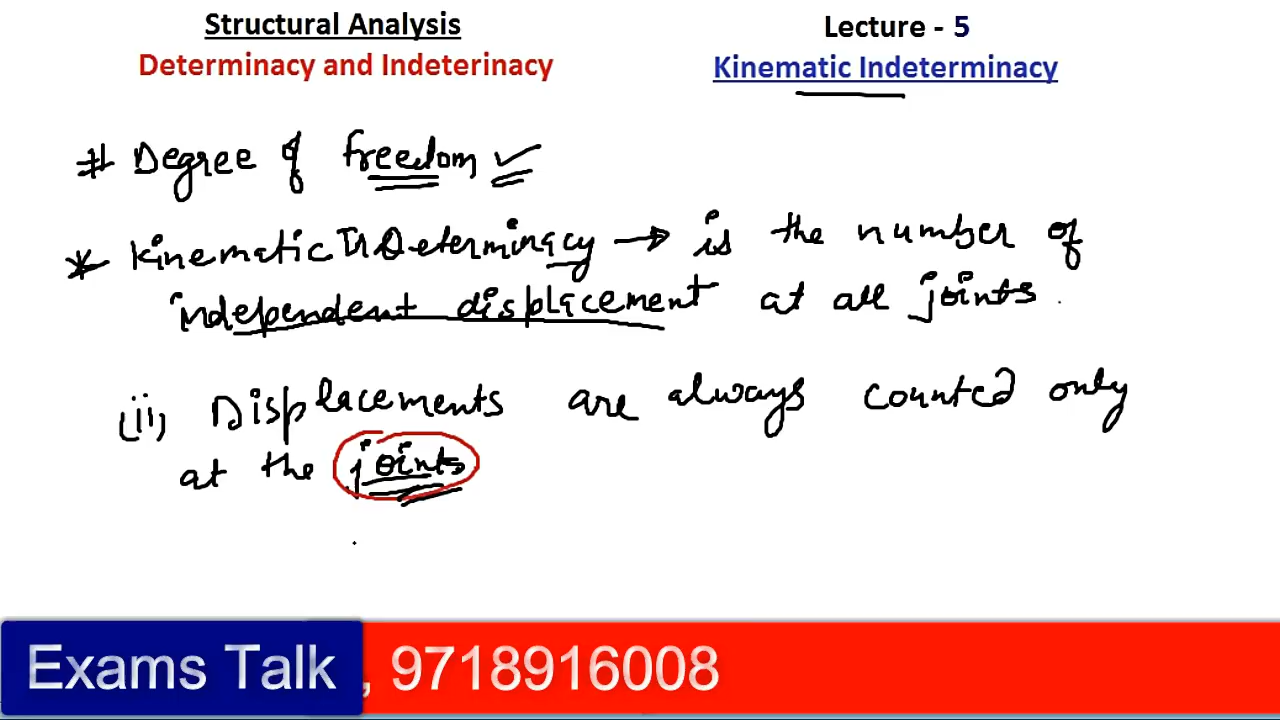 Structural Analysis
Lecture - 5
Determinacy and Indeterinacy
Kinematic Indeterminacy
# Degree of freedom ✓
* Kinematic InDeterminacy → is the number of
independent displacement at all joints.
(ii) Displacements are always counted only
at the joints
Exams Talk , 9718916008